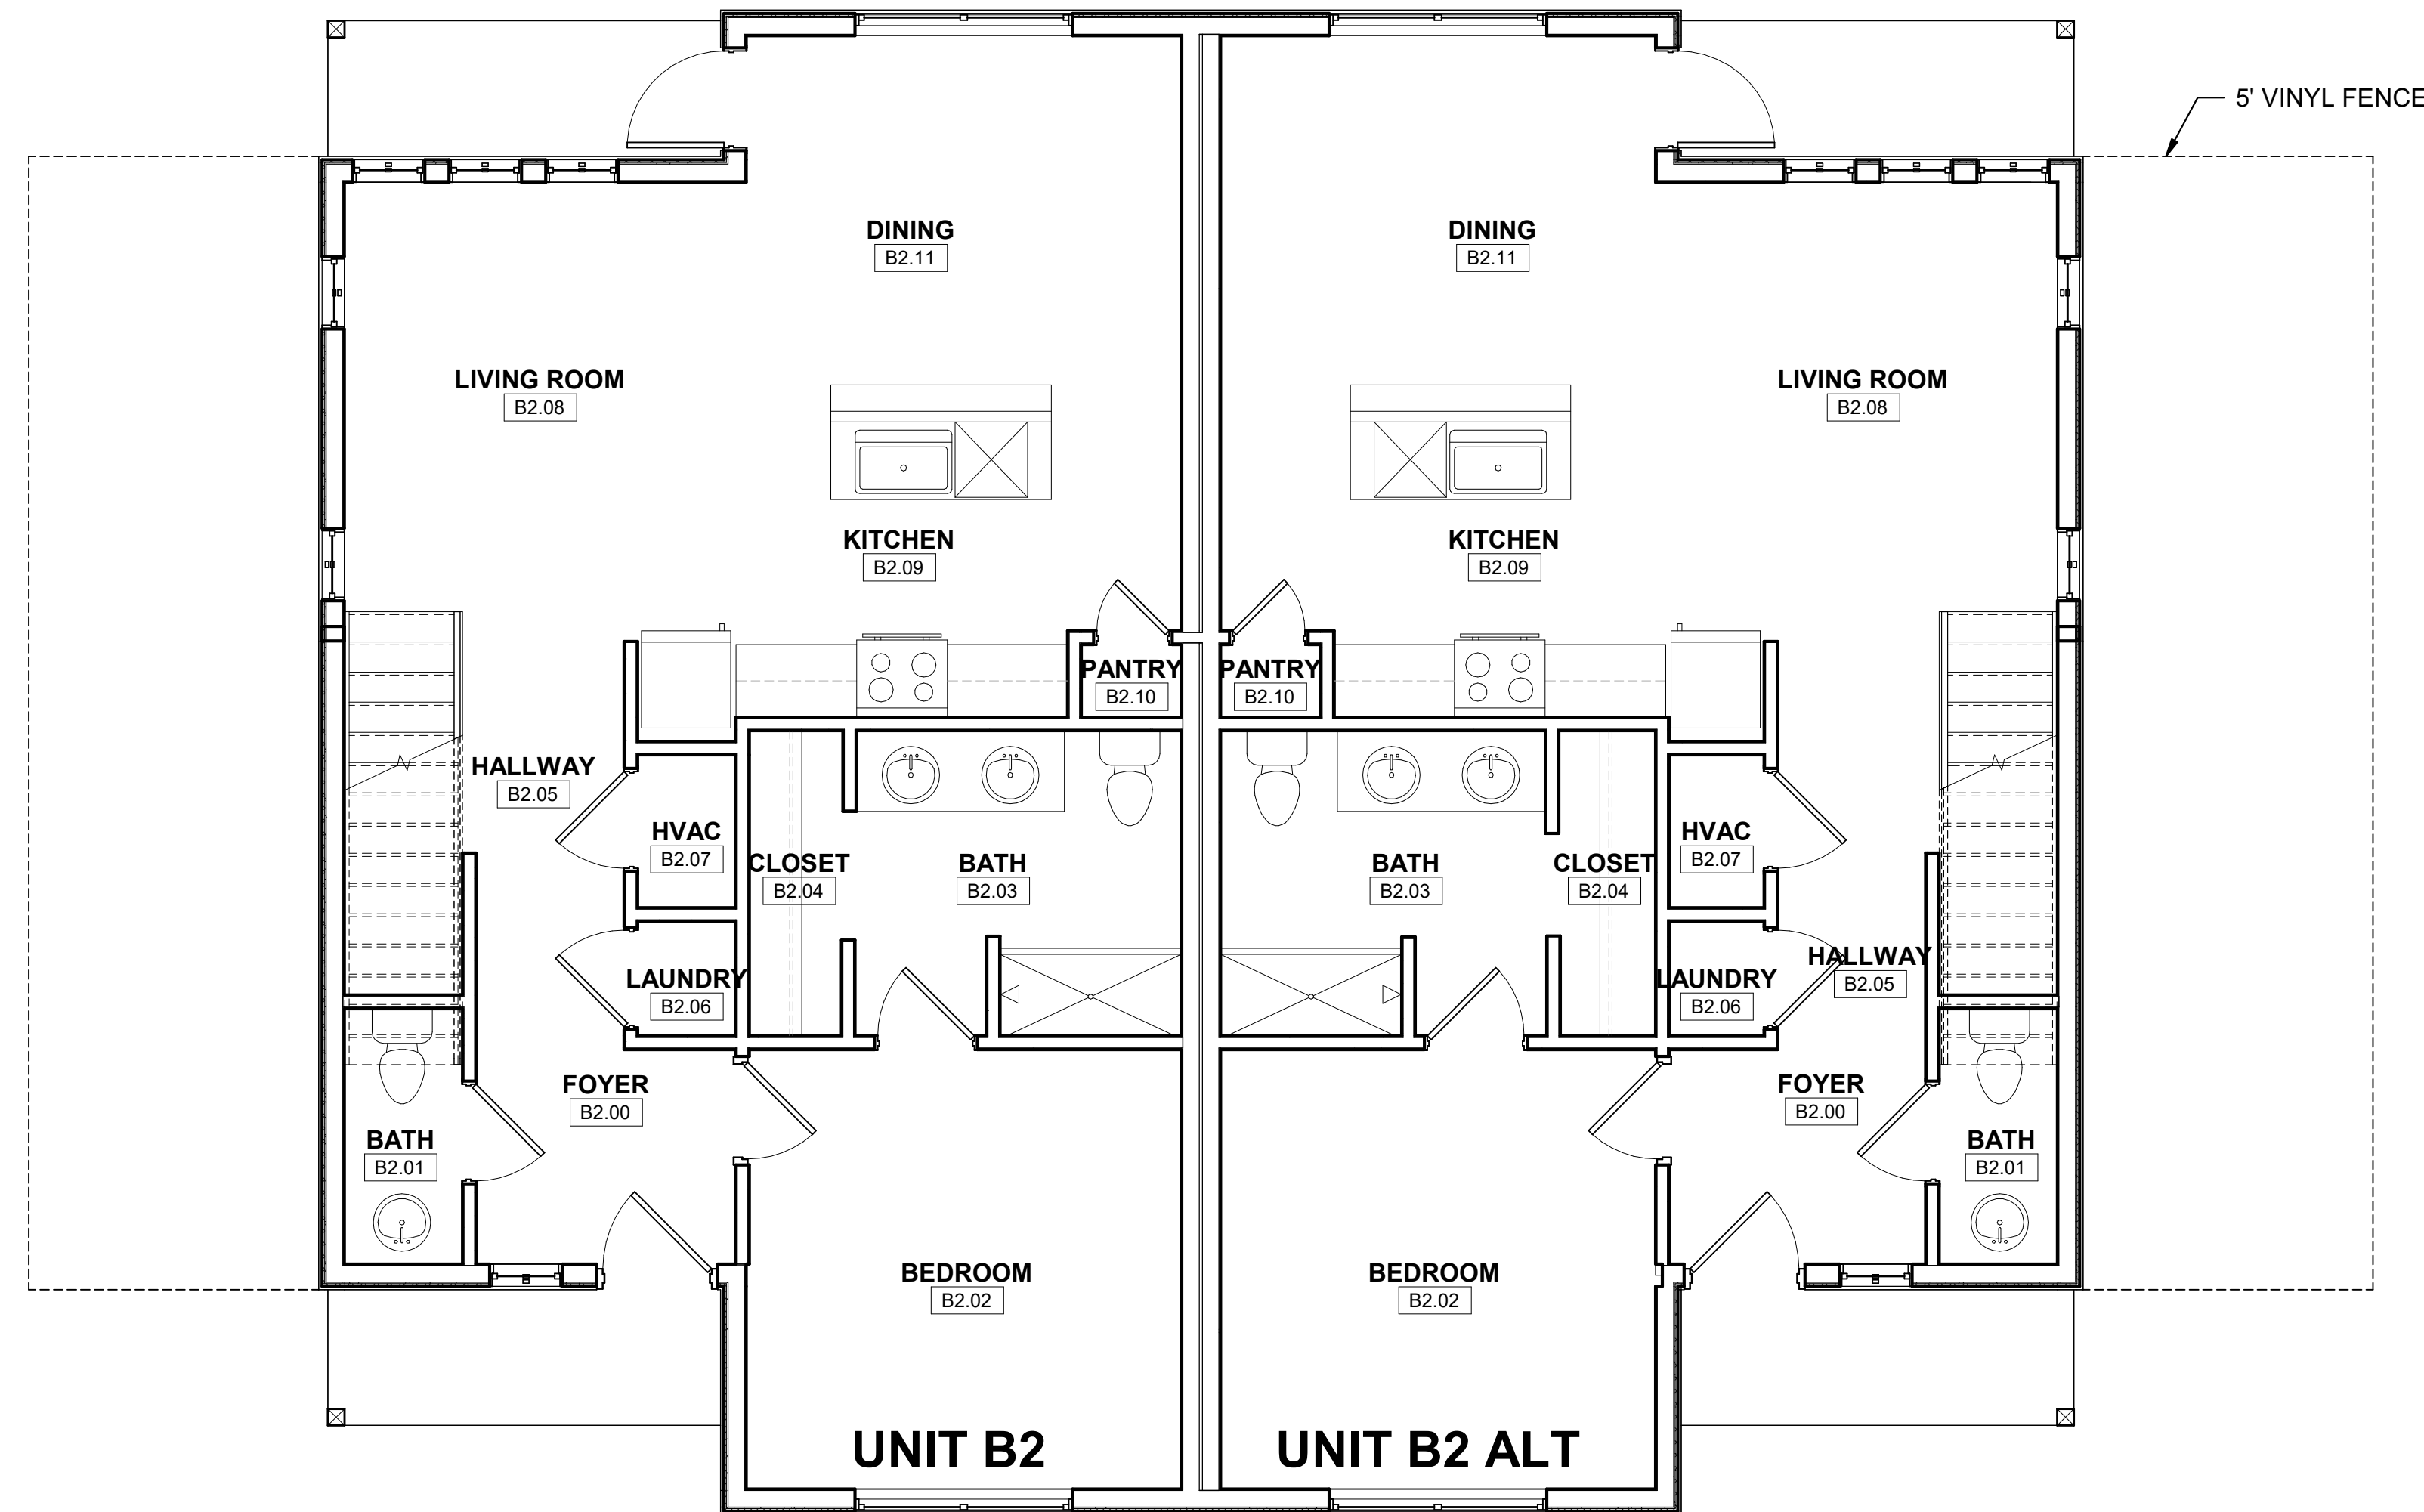 5' VINYL FENCE
DINING
B2.11
DINING
B2.11
LIVING ROOM
B2.08
LIVING ROOM
B2.08
KITCHEN
B2.09
KITCHEN
B2.09
PANTRY
B2.10
PANTRY
B2.10
HALLWAY
B2.05
HVAC
B2.07
CLOSET
B2.04
BATH
B2.03
BATH
B2.03
CLOSET
B2.04
HVAC
B2.07
LAUNDRY
B2.06
LAUNDRY
B2.06
HALLWAY
B2.05
FOYER
B2.00
FOYER
B2.00
BATH
B2.01
BATH
B2.01
BEDROOM
B2.02
BEDROOM
B2.02
UNIT B2
UNIT B2 ALT